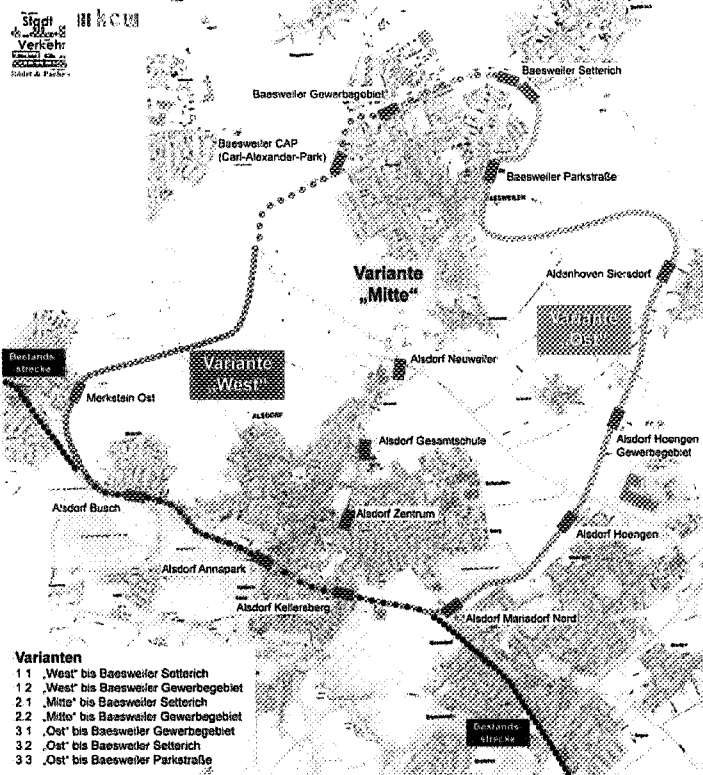 Stadt
Verkehr
Baesweiler Setterich
Baesweiler Gewerbegebiet
Baesweiler CAP
(Carl-Alexander-Park)
Baesweiler Parkstraße
Variante
„Mitte“
Aldenhoven Siersdorf
Variante
Ost
Bestands
strecke
Variante
West“
Alsdorf Neuweiler
Merkstein Ost
ALSDORF
Alsdorf Gesamtschule
Alsdorf Hoengen
Gewerbegebiet
Alsdorf Busch
Alsdorf Zentrum
Alsdorf Hoengen
Alsdorf Annapark
Alsdorf Kellersberg
Alsdorf Mariadorf Nord
Varianten
1 1 „West“ bis Baesweiler Setterich
1 2 „West“ bis Baesweiler Gewerbegebiet
2 1 „Mitte“ bis Baesweiler Setterich
2.2 „Mitte“ bis Baesweiler Gewerbegebiet
3 1 „Ost“ bis Baesweiler Gewerbegebiet
3 2 „Ost“ bis Baesweiler Setterich
3 3 „Ost“ bis Baesweiler Parkstraße
Bestands
strecke